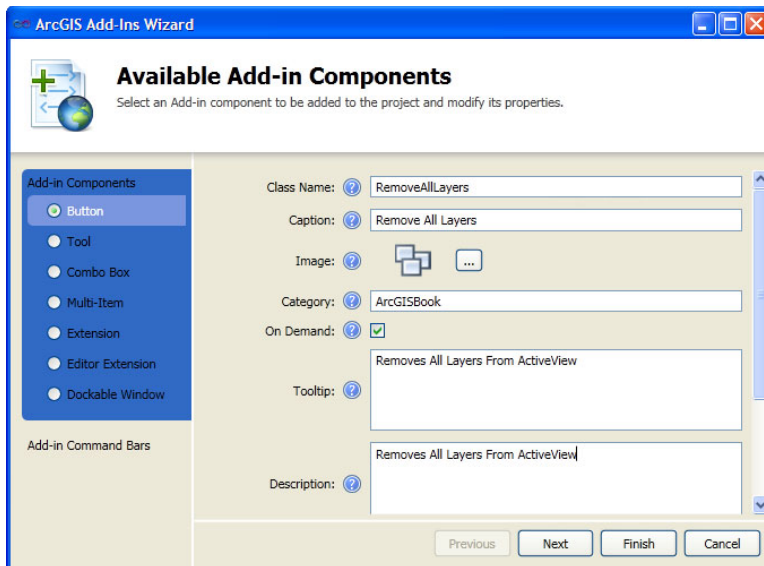 ArcGIS Add-Ins Wizard
Available Add-in Components
Select an Add-in component to be added to the project and modify its properties.
Add-in Components
Button
Tool
Combo Box
Multi-Item
Extension
Editor Extension
Dockable Window
Add-in Command Bars
Class Name: RemoveAllLayers
Caption: Remove All Layers
Image: ...
Category: ArcGISBook
On Demand:
Tooltip: Removes All Layers From ActiveView
Description: Removes All Layers From ActiveView
Previous Next Finish Cancel